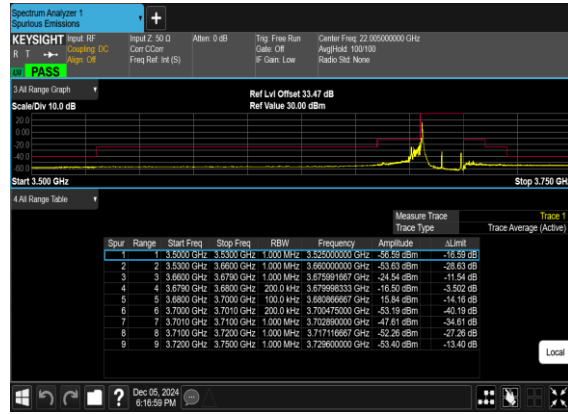 Spectrum Analyzer 1
Spurious Emissions
KEYSIGHT Input: RF Input Z: 50 Ω Atten: 0 dB Trig: Free Run Center Freq: 22.005000000 GHz
R T Coupling: DC Corr CCorr Gate: Off Avg|Hold: 100/100
Align: Off Freq Ref: Int (S) IF Gain: Low Radio Std: None
PASS
3 All Range Graph
Ref Lvl Offset 33.47 dB
Scale/Div 10.0 dB Ref Value 30.00 dBm
20.0
0.00
-20.0
-40.0
-60.0
Start 3.500 GHz Stop 3.750 GHz
4 All Range Table
Measure Trace Trace 1
Trace Type Trace Average (Active)
Spur Range Start Freq Stop Freq RBW Frequency Amplitude ΔLimit
1 1 3.5000 GHz 3.5300 GHz 1.000 MHz 3.525000000 GHz -56.59 dBm -16.59 dB
2 2 3.5300 GHz 3.6600 GHz 1.000 MHz 3.660000000 GHz -53.63 dBm -28.63 dB
3 3 3.6600 GHz 3.6790 GHz 1.000 MHz 3.675991667 GHz -24.54 dBm -11.54 dB
4 4 3.6790 GHz 3.6800 GHz 200.0 kHz 3.679998333 GHz -16.50 dBm -3.502 dB
5 5 3.6800 GHz 3.7000 GHz 100.0 kHz 3.680866667 GHz 15.84 dBm -14.16 dB
6 6 3.7000 GHz 3.7010 GHz 200.0 kHz 3.700475000 GHz -53.19 dBm -40.19 dB
7 7 3.7010 GHz 3.7100 GHz 1.000 MHz 3.702890000 GHz -47.61 dBm -34.61 dB
8 8 3.7100 GHz 3.7200 GHz 1.000 MHz 3.717116667 GHz -52.26 dBm -27.26 dB
9 9 3.7200 GHz 3.7500 GHz 1.000 MHz 3.729600000 GHz -53.40 dBm -13.40 dB
Local
Dec 05, 2024
6:16:59 PM